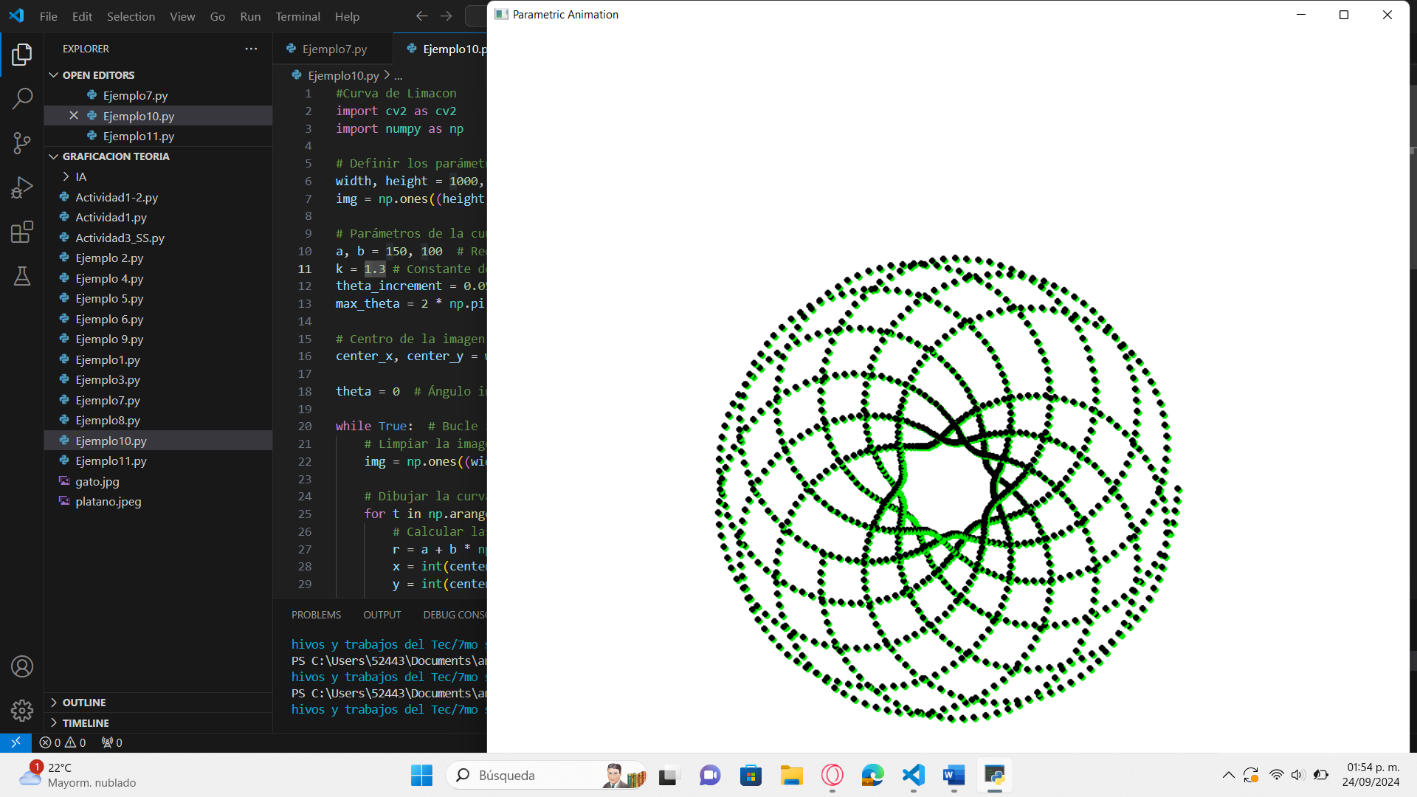 File Edit Selection View Go Run Terminal Help
Parametric Animation
EXPLORER
Ejemplo7.py
Ejemplo10.p
OPEN EDITORS
Ejemplo7.py
Ejemplo10.py
Ejemplo11.py
GRAFICACION TEORIA
IA
Actividad1-2.py
Actividad1.py
Actividad3_SS.py
Ejemplo 2.py
Ejemplo 4.py
Ejemplo 5.py
Ejemplo 6.py
Ejemplo 9.py
Ejemplo1.py
Ejemplo3.py
Ejemplo7.py
Ejemplo8.py
Ejemplo10.py
Ejemplo11.py
gato.jpg
platano.jpeg
OUTLINE
TIMELINE
Ejemplo10.py > ...
1 #Curva de Limacon
2 import cv2 as cv2
3 import numpy as np
4
5 # Definir los parámet
6 width, height = 1000,
7 img = np.ones((height
8
9 # Parámetros de la cu
10 a, b = 150, 100 # Re
11 k = 1.3 # Constante d
12 theta_increment = 0.0
13 max_theta = 2 * np.pi
14
15 # Centro de la imagen
16 center_x, center_y =
17
18 theta = 0 # Ángulo i
19
20 while True: # Bucle
21 # Limpiar la image
22 img = np.ones((wi
23
24 # Dibujar la curv
25 for t in np.arang
26 # Calcular la
27 r = a + b * n
28 x = int(cente
29 y = int(cente
PROBLEMS OUTPUT DEBUG CONS
hivos y trabajos del Tec/7mo s
PS C:\Users\52443\Documents\a
hivos y trabajos del Tec/7mo s
PS C:\Users\52443\Documents\a
hivos y trabajos del Tec/7mo s
0 0 0
1
22°C
Mayorm. nublado
Búsqueda
01:54 p. m.
24/09/2024